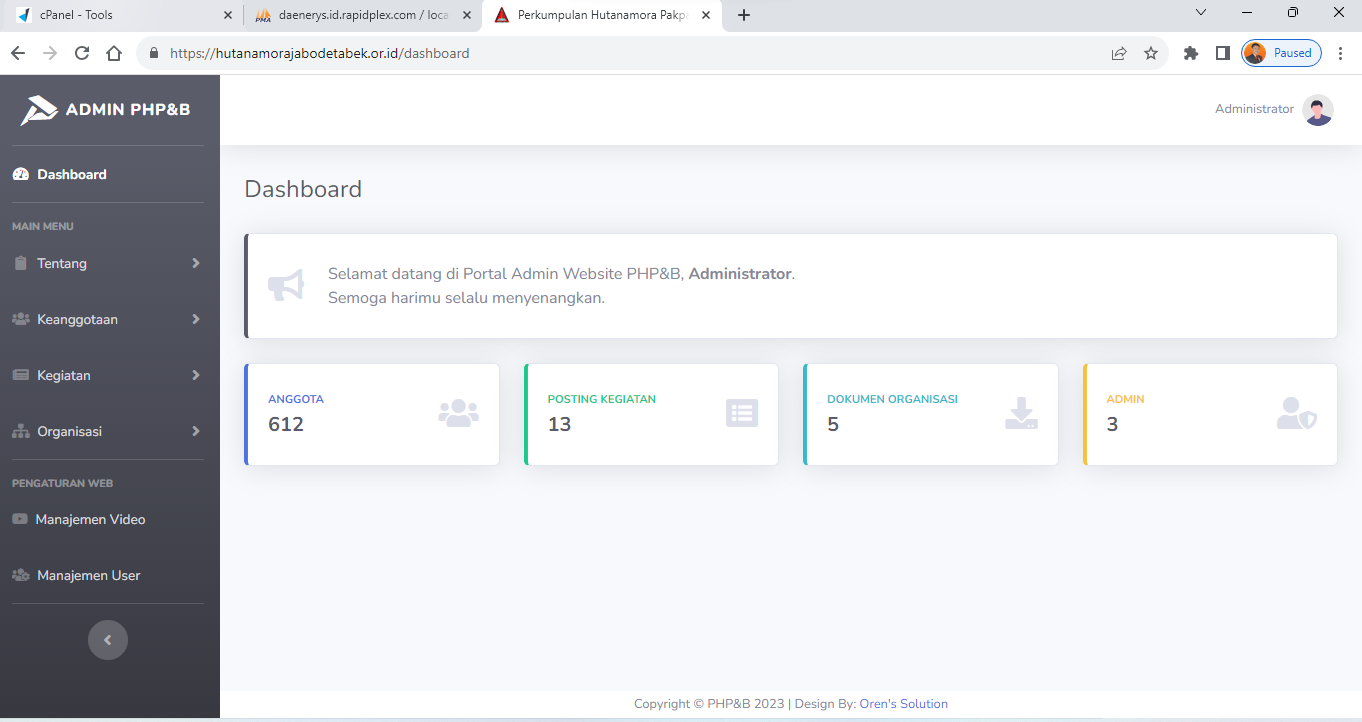 cPanel - Tools
daenerys.id.rapidplex.com / loca
Perkumpulan Hutanamora Pakpa
https://hutanamorajabodetabek.or.id/dashboard
Paused
ADMIN PHP&B
Administrator
Dashboard
MAIN MENU
Tentang
Keanggotaan
Kegiatan
Organisasi
PENGATURAN WEB
Manajemen Video
Manajemen User
Dashboard
Selamat datang di Portal Admin Website PHP&B, Administrator.
Semoga harimu selalu menyenangkan.
ANGGOTA
612
POSTING KEGIATAN
13
DOKUMEN ORGANISASI
5
ADMIN
3
Copyright © PHP&B 2023 | Design By: Oren's Solution